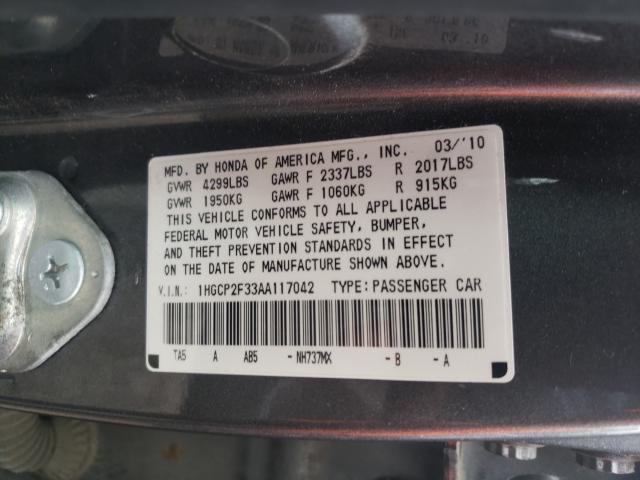 03/'10
MFD. BY HONDA OF AMERICA MFG., INC.
GVWR 4299LBS GAWR F 2337LBS R 2017LBS
GVWR 1950KG GAWR F 1060KG R 915KG
THIS VEHICLE CONFORMS TO ALL APPLICABLE
FEDERAL MOTOR VEHICLE SAFETY, BUMPER,
AND THEFT PREVENTION STANDARDS IN EFFECT
ON THE DATE OF MANUFACTURE SHOWN ABOVE.
V.I.N.: 1HGCP2F33AA117042 TYPE:PASSENGER CAR
TA5 A AB5 -NH737MX -B -A